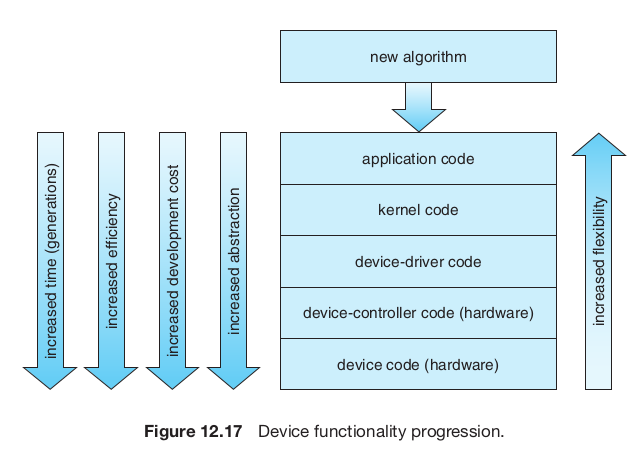 new algorithm
increased time (generations)
increased efficiency
increased development cost
increased abstraction
application code
kernel code
device-driver code
device-controller code (hardware)
device code (hardware)
increased flexibility
Figure 12.17 Device functionality progression.